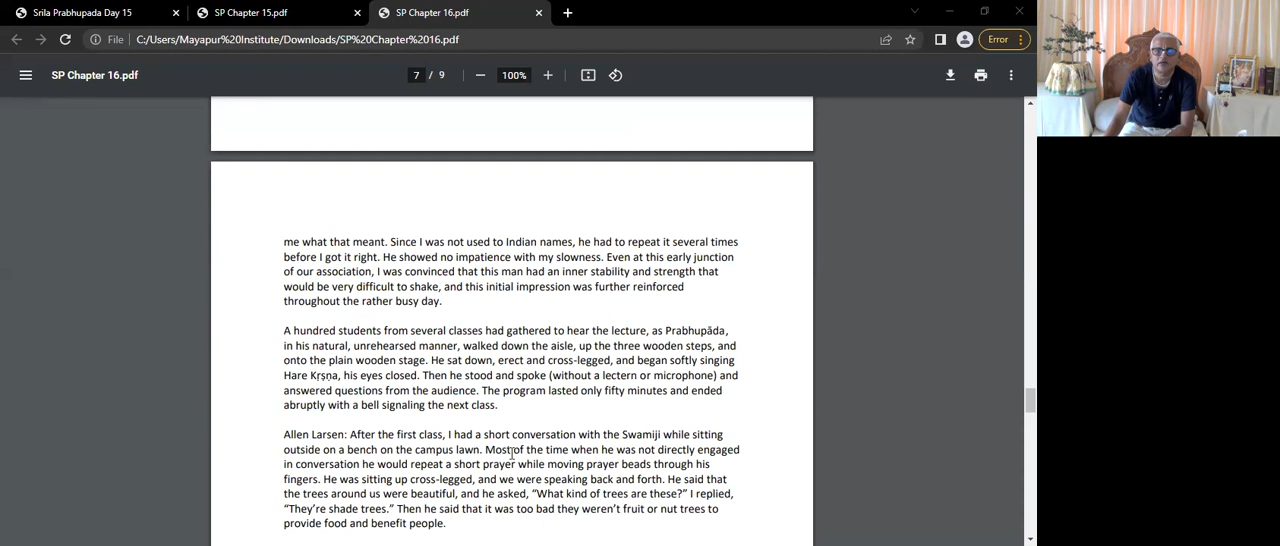 Srila Prabhupada Day 15
SP Chapter 15.pdf
SP Chapter 16.pdf
File
C:/Users/Mayapur%20Institute/Downloads/SP%20Chapter%2016.pdf
Error
SP Chapter 16.pdf
7 / 9
100%
me what that meant. Since I was not used to Indian names, he had to repeat it several times
before I got it right. He showed no impatience with my slowness. Even at this early junction
of our association, I was convinced that this man had an inner stability and strength that
would be very difficult to shake, and this initial impression was further reinforced
throughout the rather busy day.
A hundred students from several classes had gathered to hear the lecture, as Prabhupāda,
in his natural, unrehearsed manner, walked down the aisle, up the three wooden steps, and
onto the plain wooden stage. He sat down, erect and cross-legged, and began softly singing
Hare Kṛṣṇa, his eyes closed. Then he stood and spoke (without a lectern or microphone) and
answered questions from the audience. The program lasted only fifty minutes and ended
abruptly with a bell signaling the next class.
Allen Larsen: After the first class, I had a short conversation with the Swamiji while sitting
outside on a bench on the campus lawn. Most of the time when he was not directly engaged
in conversation he would repeat a short prayer while moving prayer beads through his
fingers. He was sitting up cross-legged, and we were speaking back and forth. He said that
the trees around us were beautiful, and he asked, “What kind of trees are these?” I replied,
“They’re shade trees.” Then he said that it was too bad they weren’t fruit or nut trees to
provide food and benefit people.